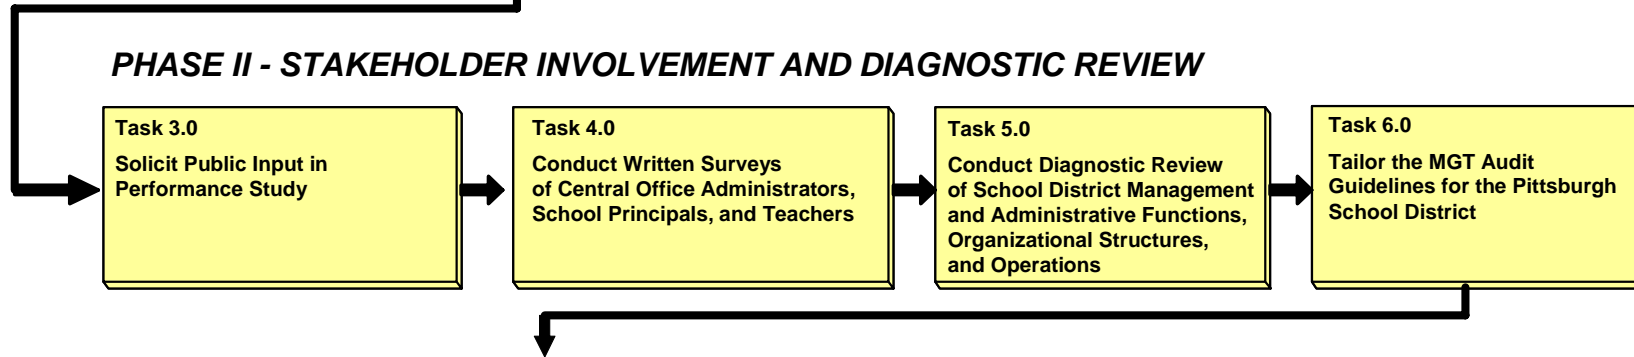 PHASE II - STAKEHOLDER INVOLVEMENT AND DIAGNOSTIC REVIEW
Task 3.0
Solicit Public Input in
Performance Study
Task 4.0
Conduct Written Surveys
of Central Office Administrators,
School Principals, and Teachers
Task 5.0
Conduct Diagnostic Review
of School District Management
and Administrative Functions,
Organizational Structures,
and Operations
Task 6.0
Tailor the MGT Audit
Guidelines for the Pittsburgh
School District